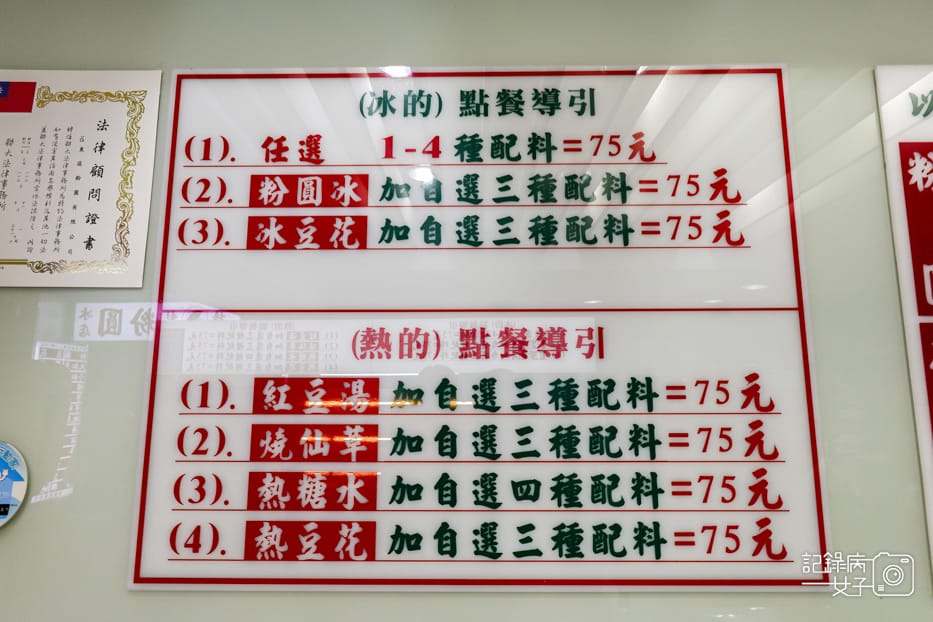 (冰的) 點餐導引
(1). 任選 1-4 種配料=75元
(2). 粉圓冰 加自選三種配料=75元
(3). 冰豆花 加自選三種配料=75元
(熱的) 點餐導引
(1). 紅豆湯 加自選三種配料=75元
(2). 燒仙草 加自選三種配料=75元
(3). 熱糖水 加自選四種配料=75元
(4). 熱豆花 加自選三種配料=75元
法律顧問證書
粉
記錄病
女子